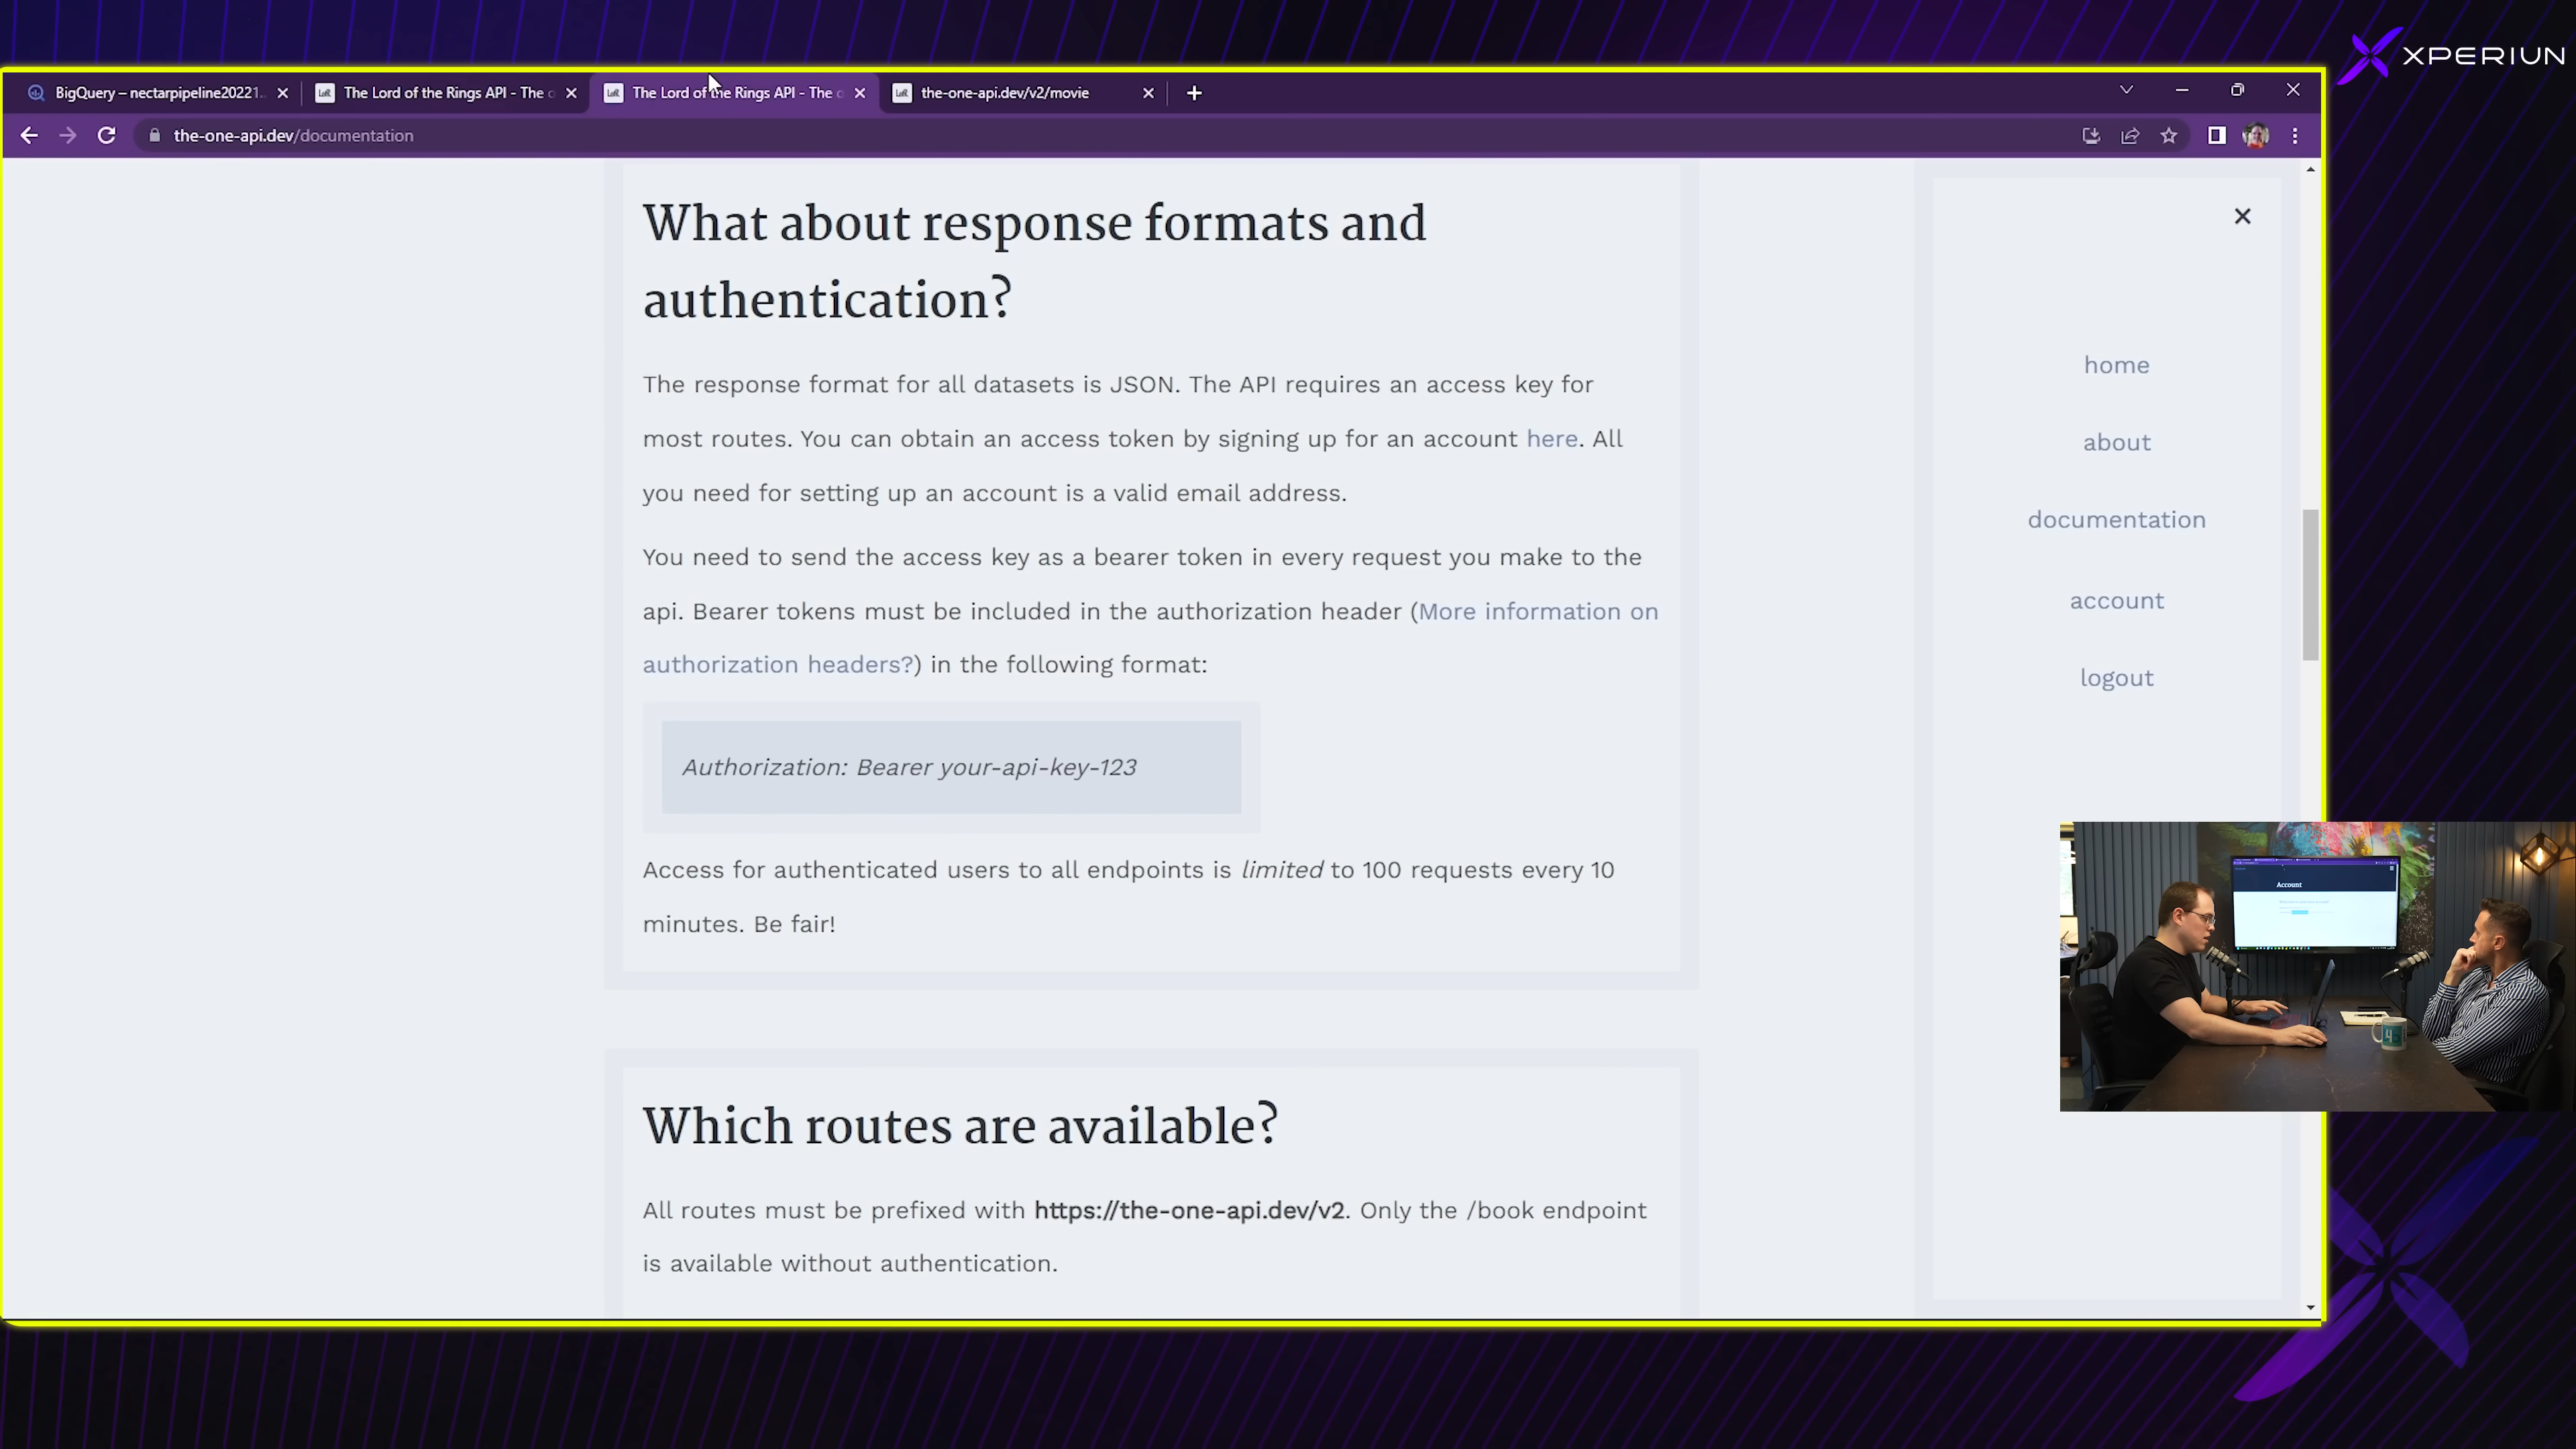 XPERIUN
BigQuery – nectarpipeline20221..
The Lord of the Rings API - The o
The Lord of the Rings API - The o
the-one-api.dev/v2/movie
the-one-api.dev/documentation
What about response formats and
authentication?
The response format for all datasets is JSON. The API requires an access key for
most routes. You can obtain an access token by signing up for an account here. All
you need for setting up an account is a valid email address.
You need to send the access key as a bearer token in every request you make to the
api. Bearer tokens must be included in the authorization header (More information on
authorization headers?) in the following format:
Authorization: Bearer your-api-key-123
Access for authenticated users to all endpoints is limited to 100 requests every 10
minutes. Be fair!
Which routes are available?
All routes must be prefixed with https://the-one-api.dev/v2. Only the /book endpoint
is available without authentication.
home
about
documentation
account
logout
Account